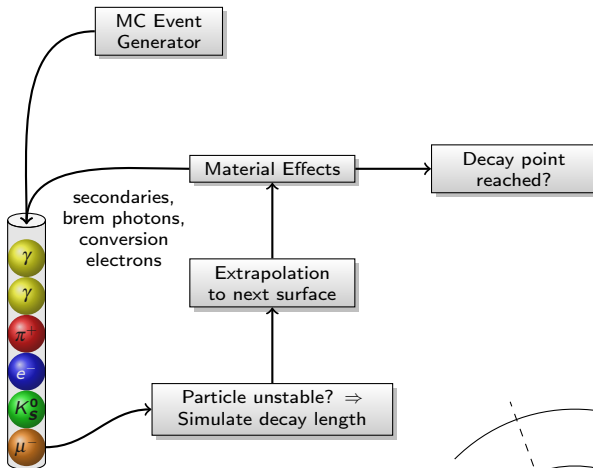 MC Event
Generator
Material Effects
Decay point
reached?
secondaries,
brem photons,
conversion
electrons
Extrapolation
to next surface
Particle unstable? ⇒
Simulate decay length
γ
γ
π⁺
e⁻
K⁰ₛ
μ⁻